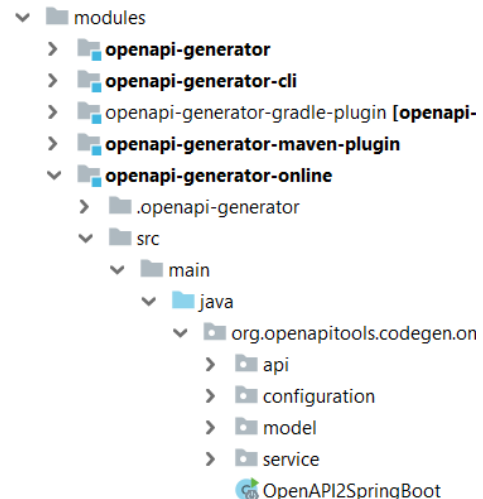 modules
openapi-generator
openapi-generator-cli
openapi-generator-gradle-plugin [openapi-
openapi-generator-maven-plugin
openapi-generator-online
.openapi-generator
src
main
java
org.openapitools.codegen.on
api
configuration
model
service
OpenAPI2SpringBoot